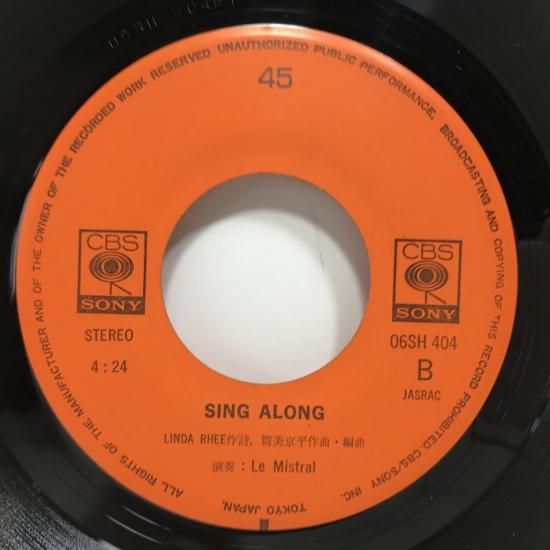 ALL RIGHTS OF THE MANUFACTURER AND OF THE OWNER OF THE RECORDED WORK RESERVED UNAUTHORIZED PUBLIC PERFORMANCE, BROADCASTING AND COPYING OF THIS RECORD PROHIBITED. CBS/SONY INC.
TOKYO JAPAN.
45
CBS
SONY
STEREO
4:24
CBS
SONY
06SH 404
B
JASRAC
SING ALONG
LINDA RHEE作詩, 筒美京平作曲・編曲
演奏 : Le Mistral